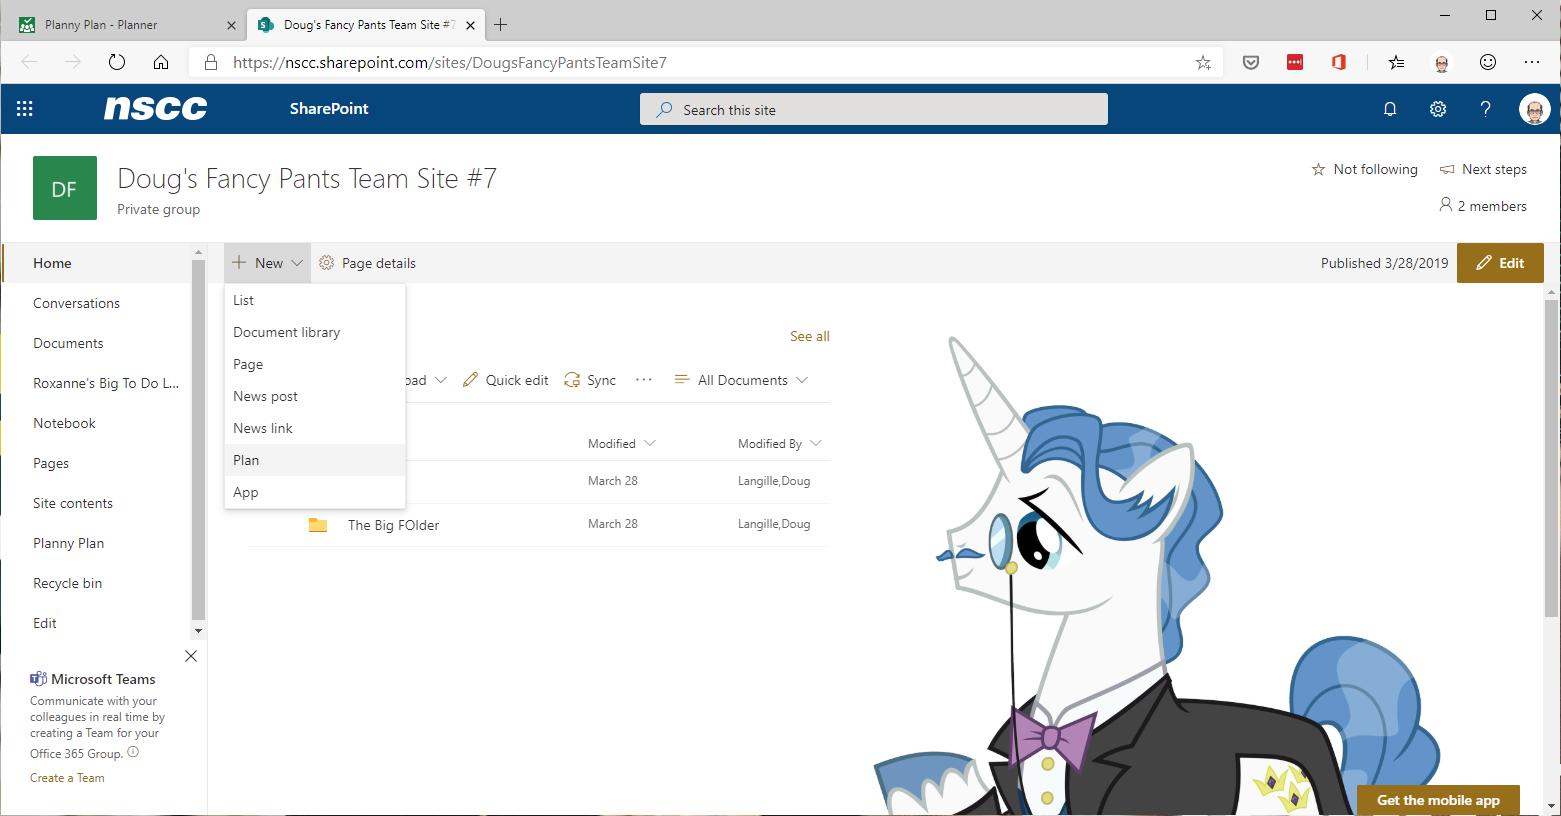 Planny Plan - Planner
Doug's Fancy Pants Team Site #7
https://nscc.sharepoint.com/sites/DougsFancyPantsTeamSite7
nscc
SharePoint
Search this site
DF
Doug's Fancy Pants Team Site #7
Private group
Not following
Next steps
2 members
Home
Conversations
Documents
Roxanne's Big To Do L...
Notebook
Pages
Site contents
Planny Plan
Recycle bin
Edit
Microsoft Teams
Communicate with your
colleagues in real time by
creating a Team for your
Office 365 Group.
Create a Team
New
Page details
Published 3/28/2019
Edit
List
Document library
Page
News post
News link
Plan
App
See all
oad
Quick edit
Sync
All Documents
Modified
Modified By
March 28
Langille,Doug
The Big FOlder
March 28
Langille,Doug
Get the mobile app